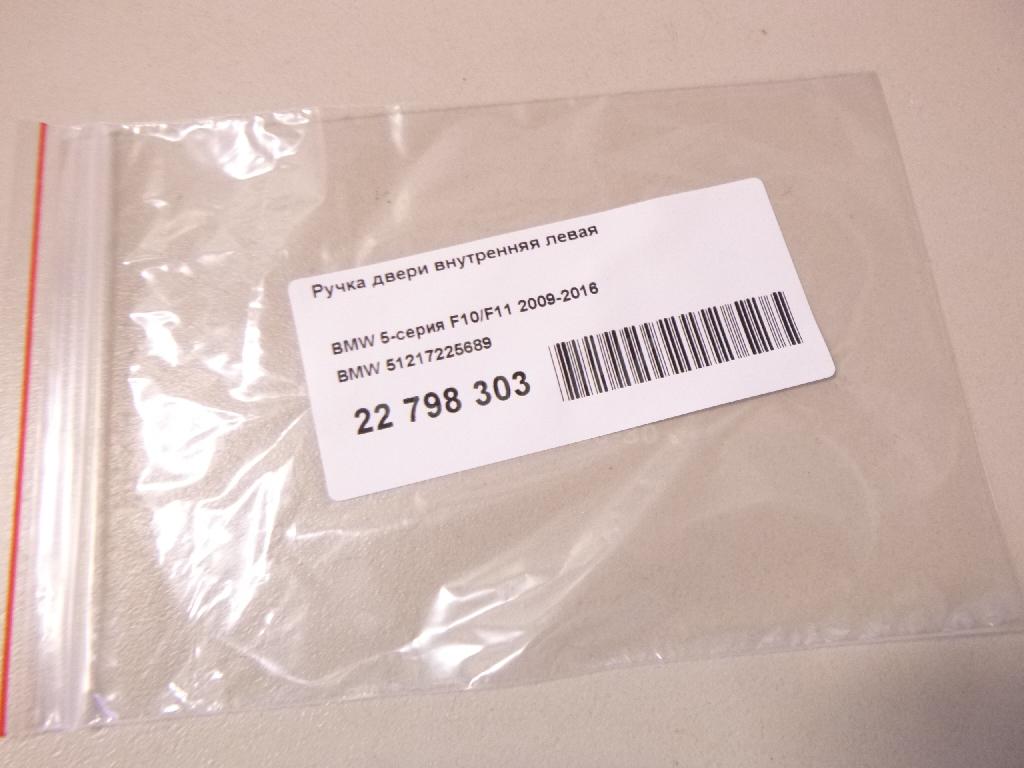 Ручка двери внутренняя левая
BMW 5-серия F10/F11 2009-2016
BMW 51217225689
22 798 303